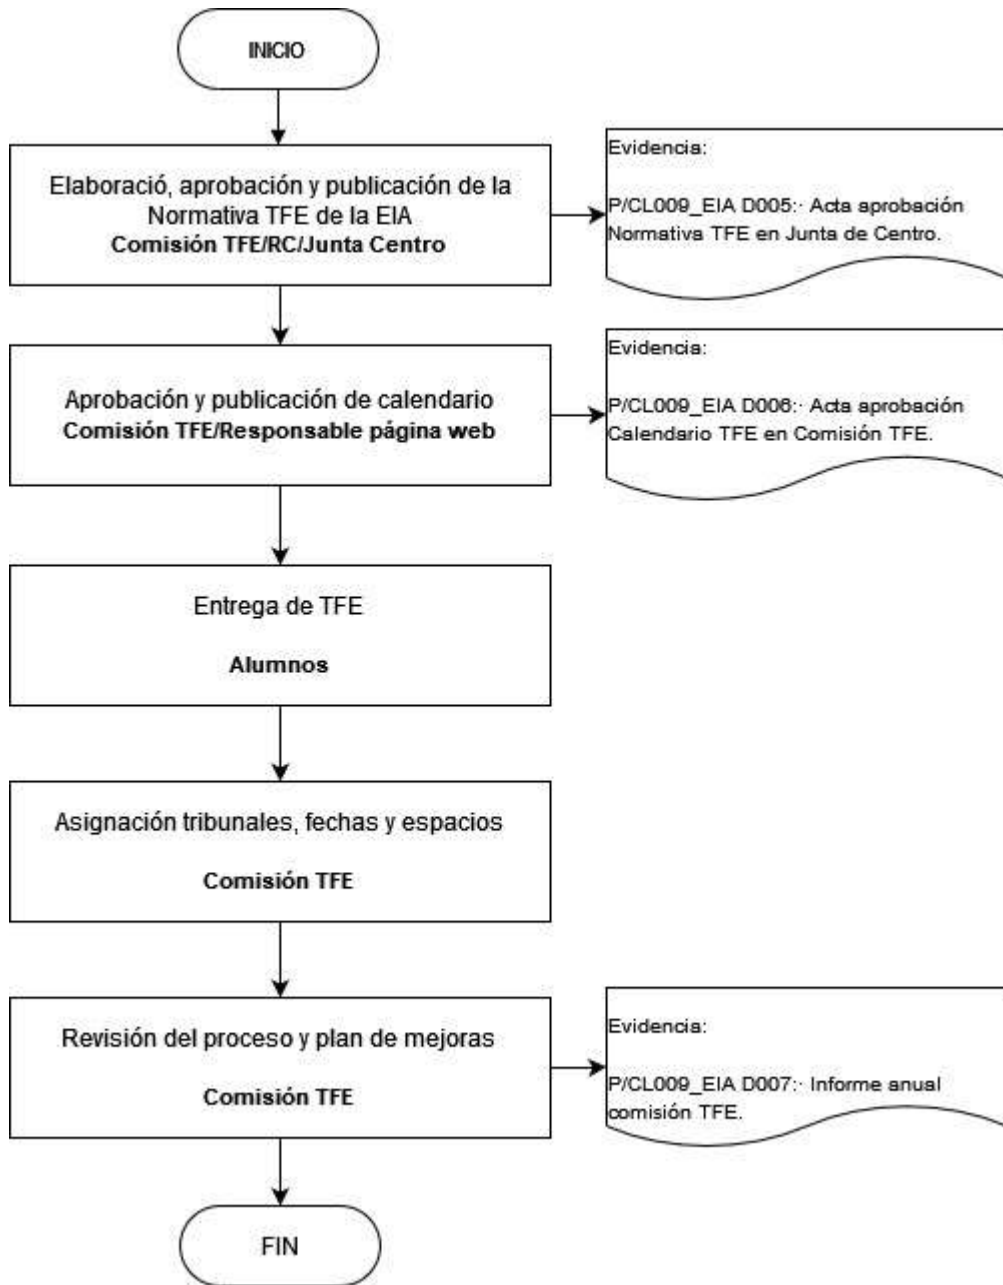 INICIO
Elaboració, aprobación y publicación de la
Normativa TFE de la EIA
Comisión TFE/RC/Junta Centro
Evidencia:
P/CL009_EIA D005:· Acta aprobación
Normativa TFE en Junta de Centro.
Aprobación y publicación de calendario
Comisión TFE/Responsable página web
Evidencia:
P/CL009_EIA D006:· Acta aprobación
Calendario TFE en Comisión TFE.
Entrega de TFE
Alumnos
Asignación tribunales, fechas y espacios
Comisión TFE
Revisión del proceso y plan de mejoras
Comisión TFE
Evidencia:
P/CL009_EIA D007:· Informe anual
comisión TFE.
FIN